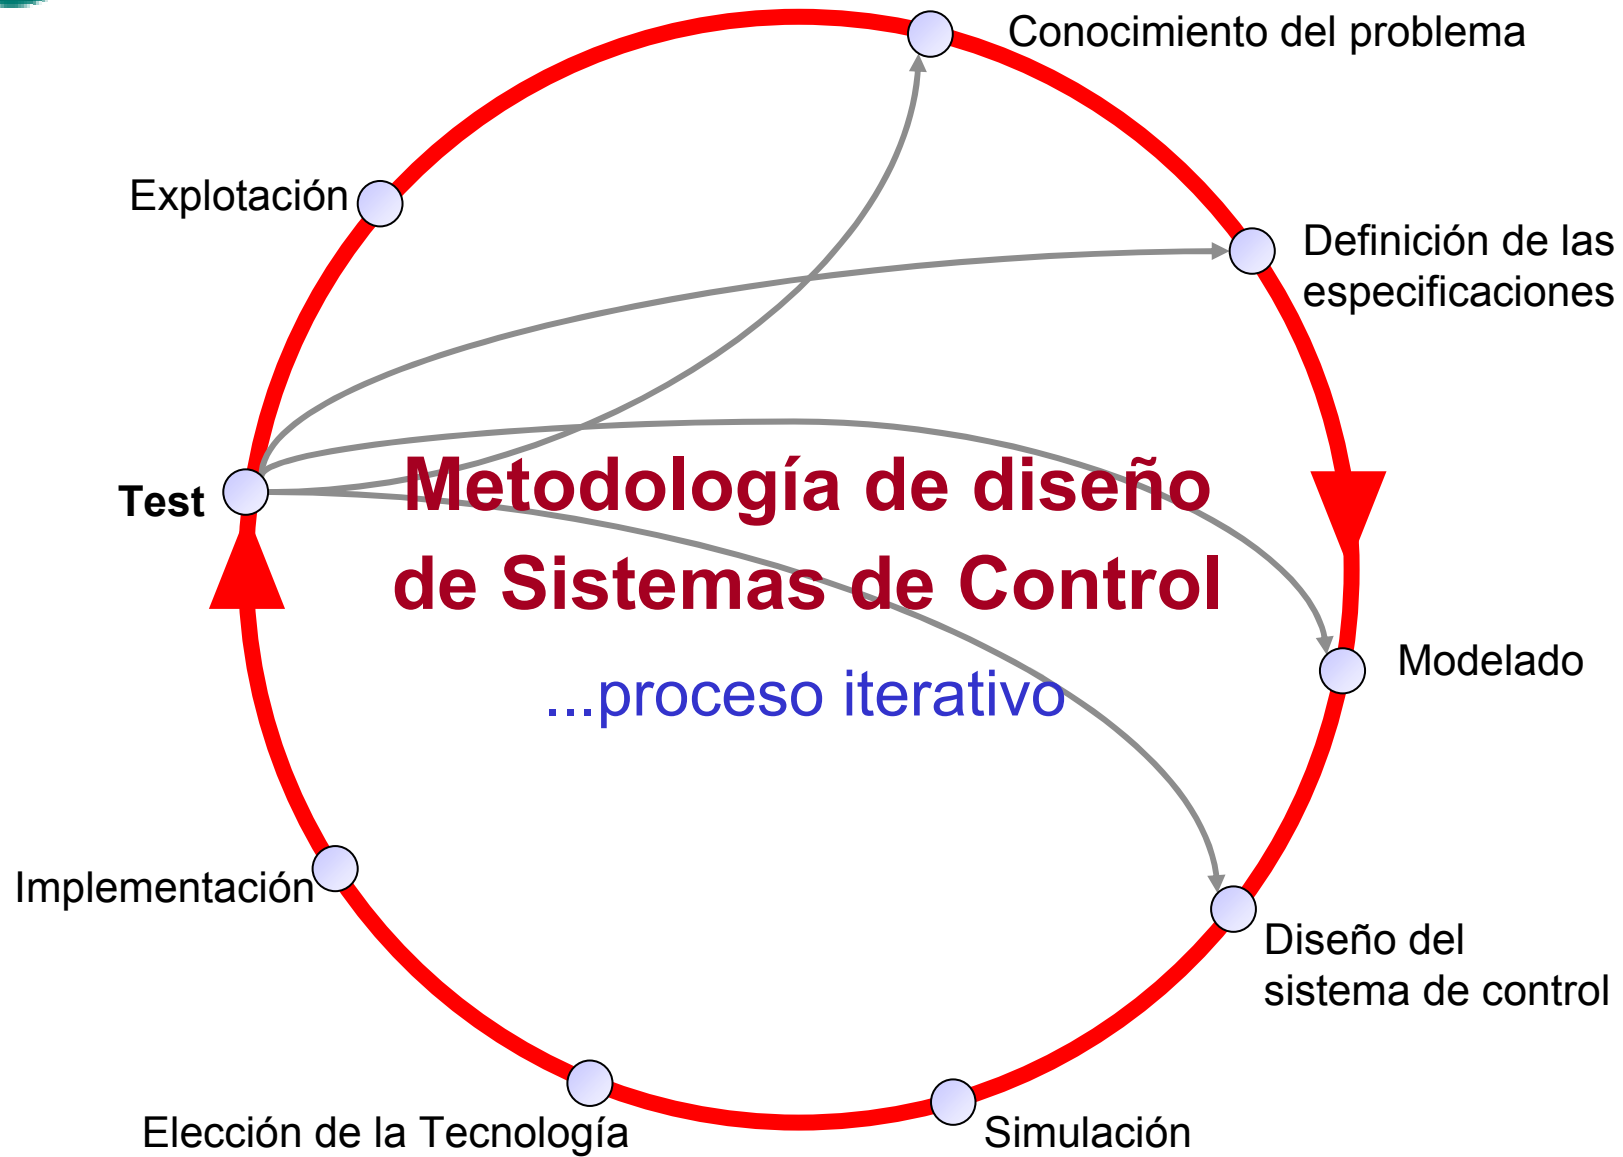 Conocimiento del problema
Explotación
Definición de las
especificaciones
Test
Metodología de diseño
de Sistemas de Control
...proceso iterativo
Modelado
Implementación
Diseño del
sistema de control
Elección de la Tecnología
Simulación